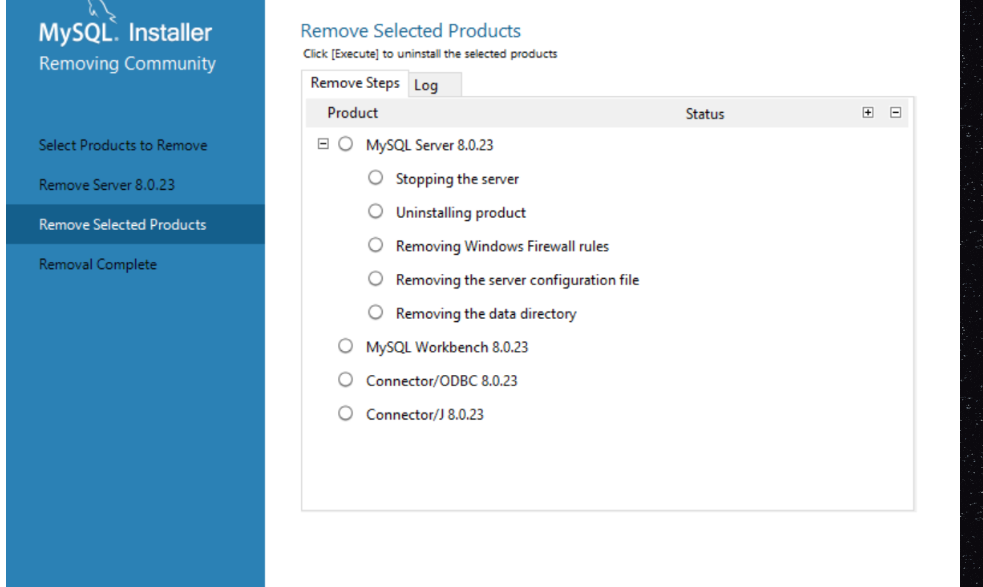 MySQL. Installer
Removing Community
Select Products to Remove
Remove Server 8.0.23
Remove Selected Products
Removal Complete
Remove Selected Products
Click [Execute] to uninstall the selected products
Remove Steps Log
Product Status
MySQL Server 8.0.23
Stopping the server
Uninstalling product
Removing Windows Firewall rules
Removing the server configuration file
Removing the data directory
MySQL Workbench 8.0.23
Connector/ODBC 8.0.23
Connector/J 8.0.23